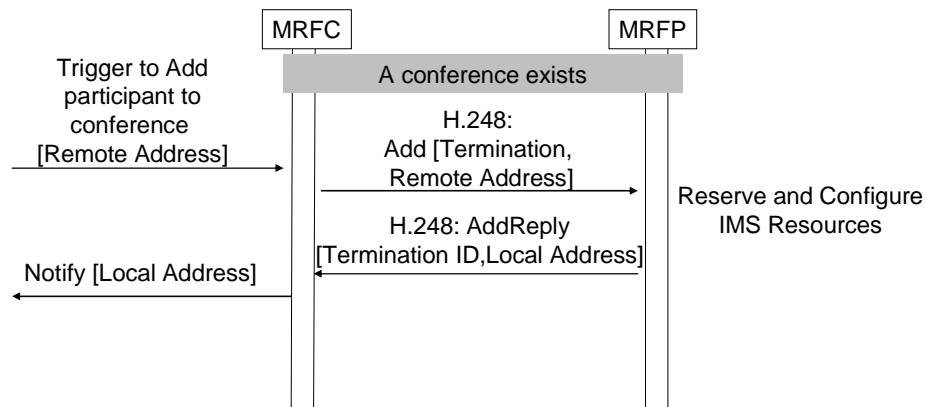 MRFC
MRFP
A conference exists
Trigger to Add
participant to
conference
[Remote Address]
H.248:
Add [Termination,
Remote Address]
Reserve and Configure
IMS Resources
H.248: AddReply
[Termination ID,Local Address]
Notify [Local Address]